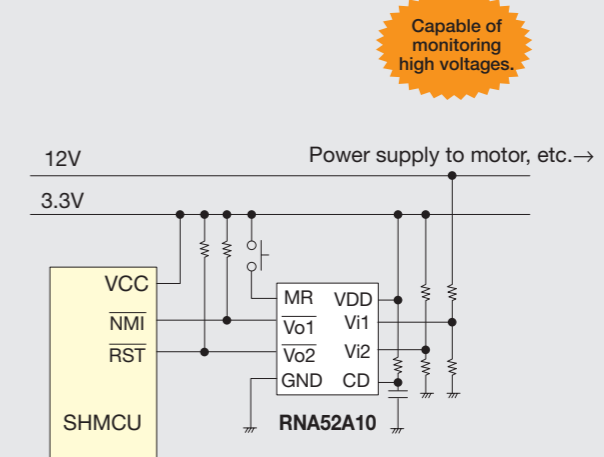 Capable of
monitoring
high voltages.
12V
Power supply to motor, etc.→
3.3V
VCC
NMI
RST
SHMCU
MR
VDD
Vo1
Vi1
Vo2
Vi2
GND
CD
RNA52A10